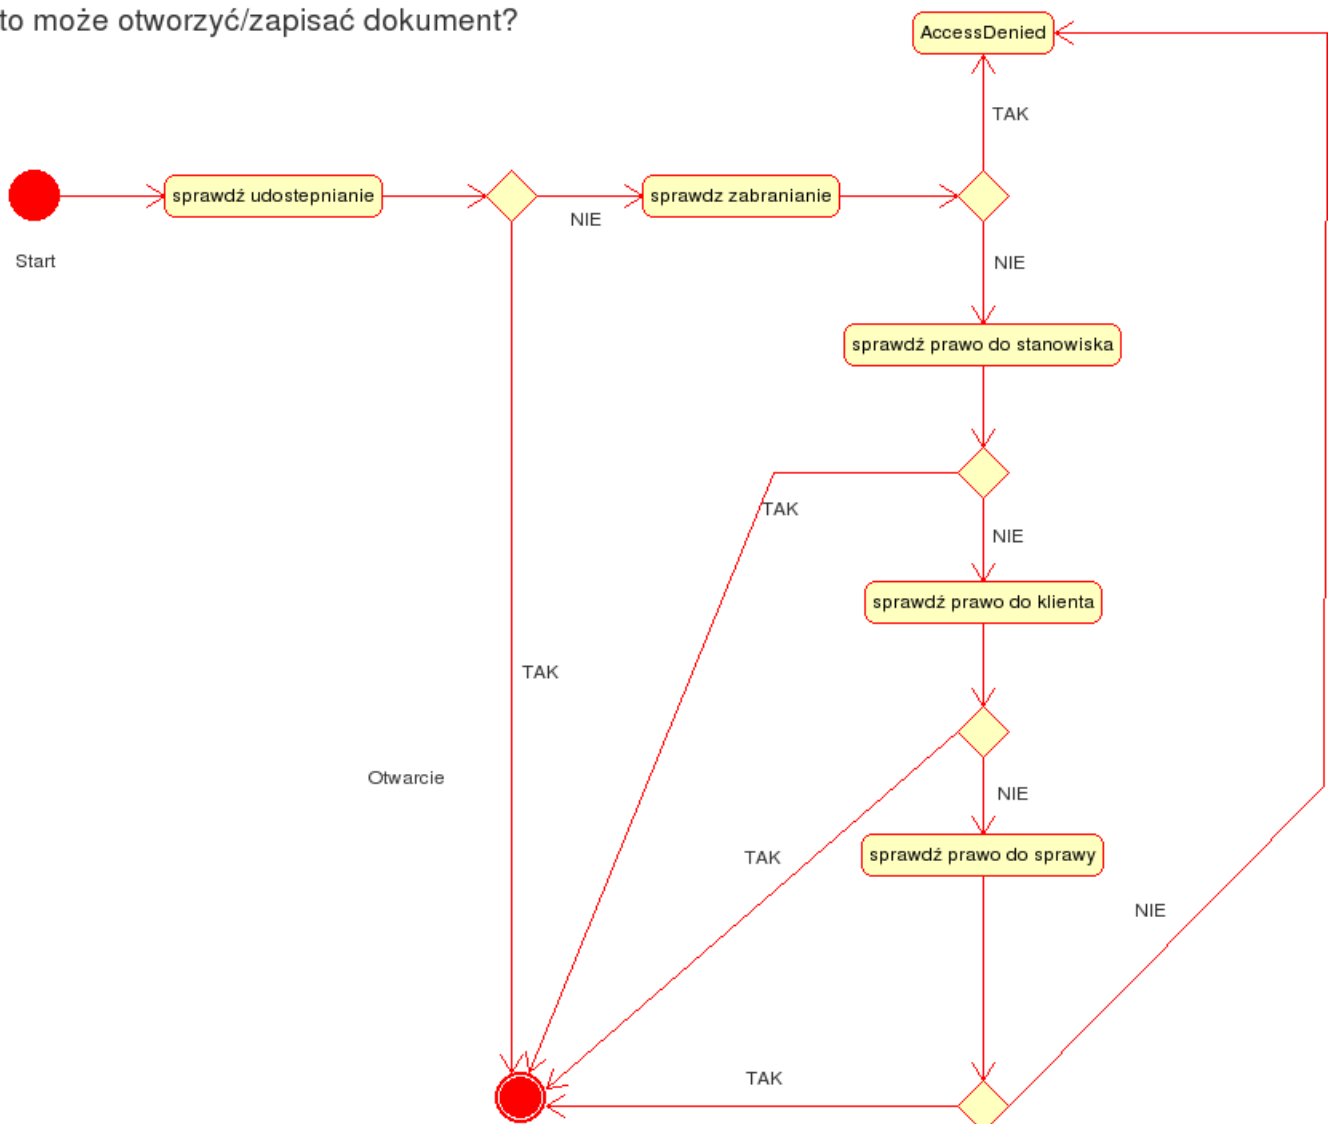 to może otworzyć/zapisać dokument?
AccessDenied
TAK
sprawdź udostepnianie
NIE
sprawdz zabranianie
Start
NIE
sprawdź prawo do stanowiska
TAK
NIE
sprawdź prawo do klienta
TAK
Otwarcie
NIE
TAK
sprawdź prawo do sprawy
NIE
TAK